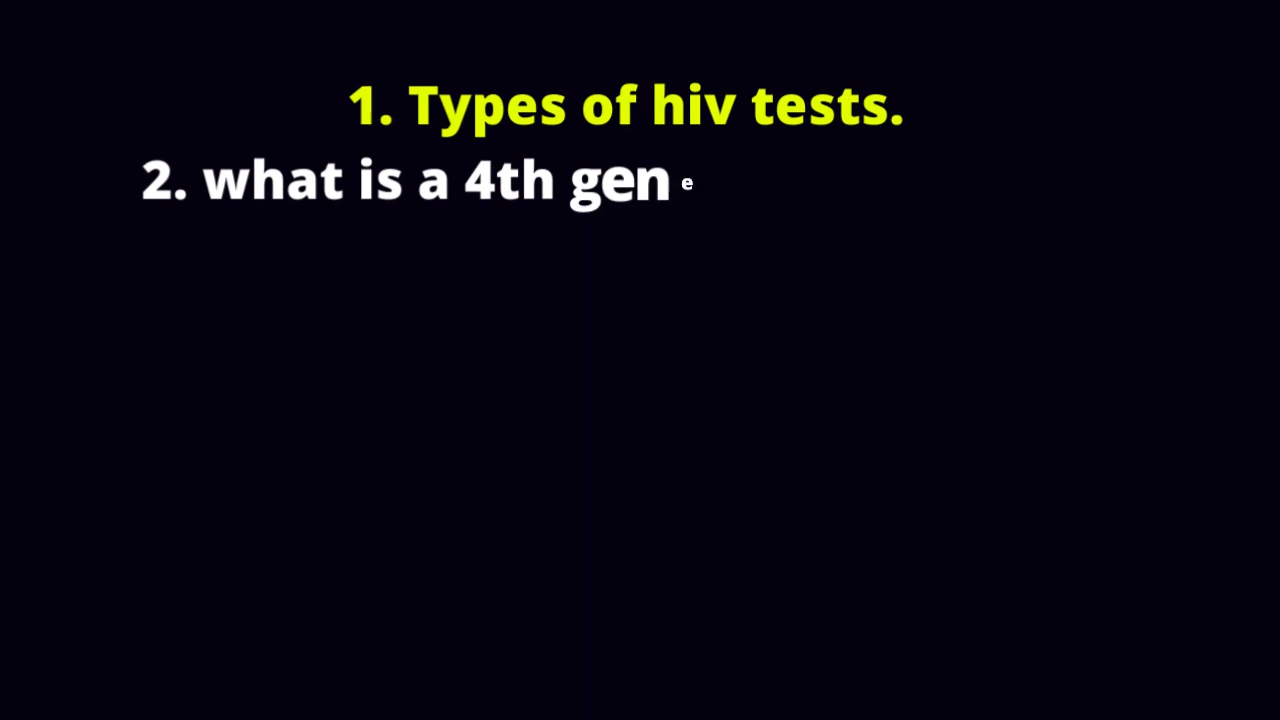 1. Types of hiv tests.
2. what is a 4th gen e